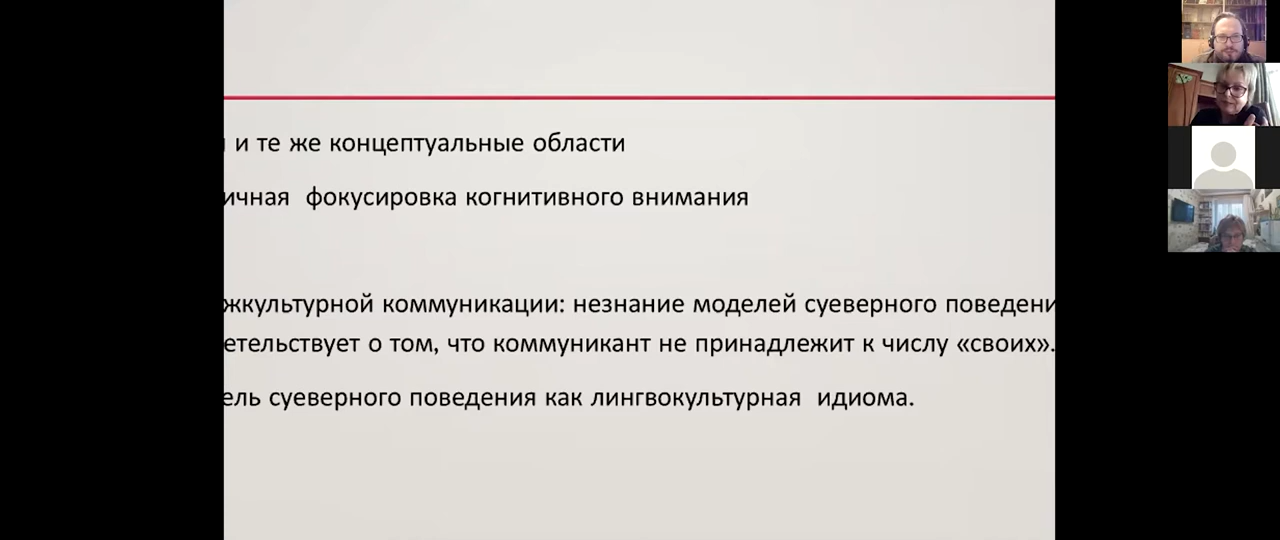 и те же концептуальные области
ичная фокусировка когнитивного внимания
жкультурной коммуникации: незнание моделей суеверного поведени
етельствует о том, что коммуникант не принадлежит к числу «своих».
ель суеверного поведения как лингвокультурная идиома.